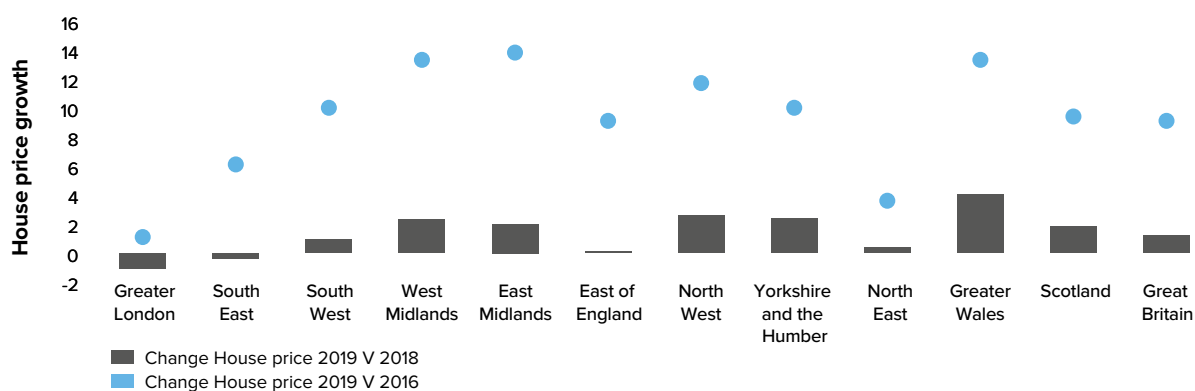 House price growth
16
14
12
10
8
6
4
2
0
-2
Greater
London
South
East
South
West
West
Midlands
East
Midlands
East of
England
North
West
Yorkshire
and the
Humber
North
East
Greater
Wales
Scotland
Great
Britain
Change House price 2019 V 2018
Change House price 2019 V 2016